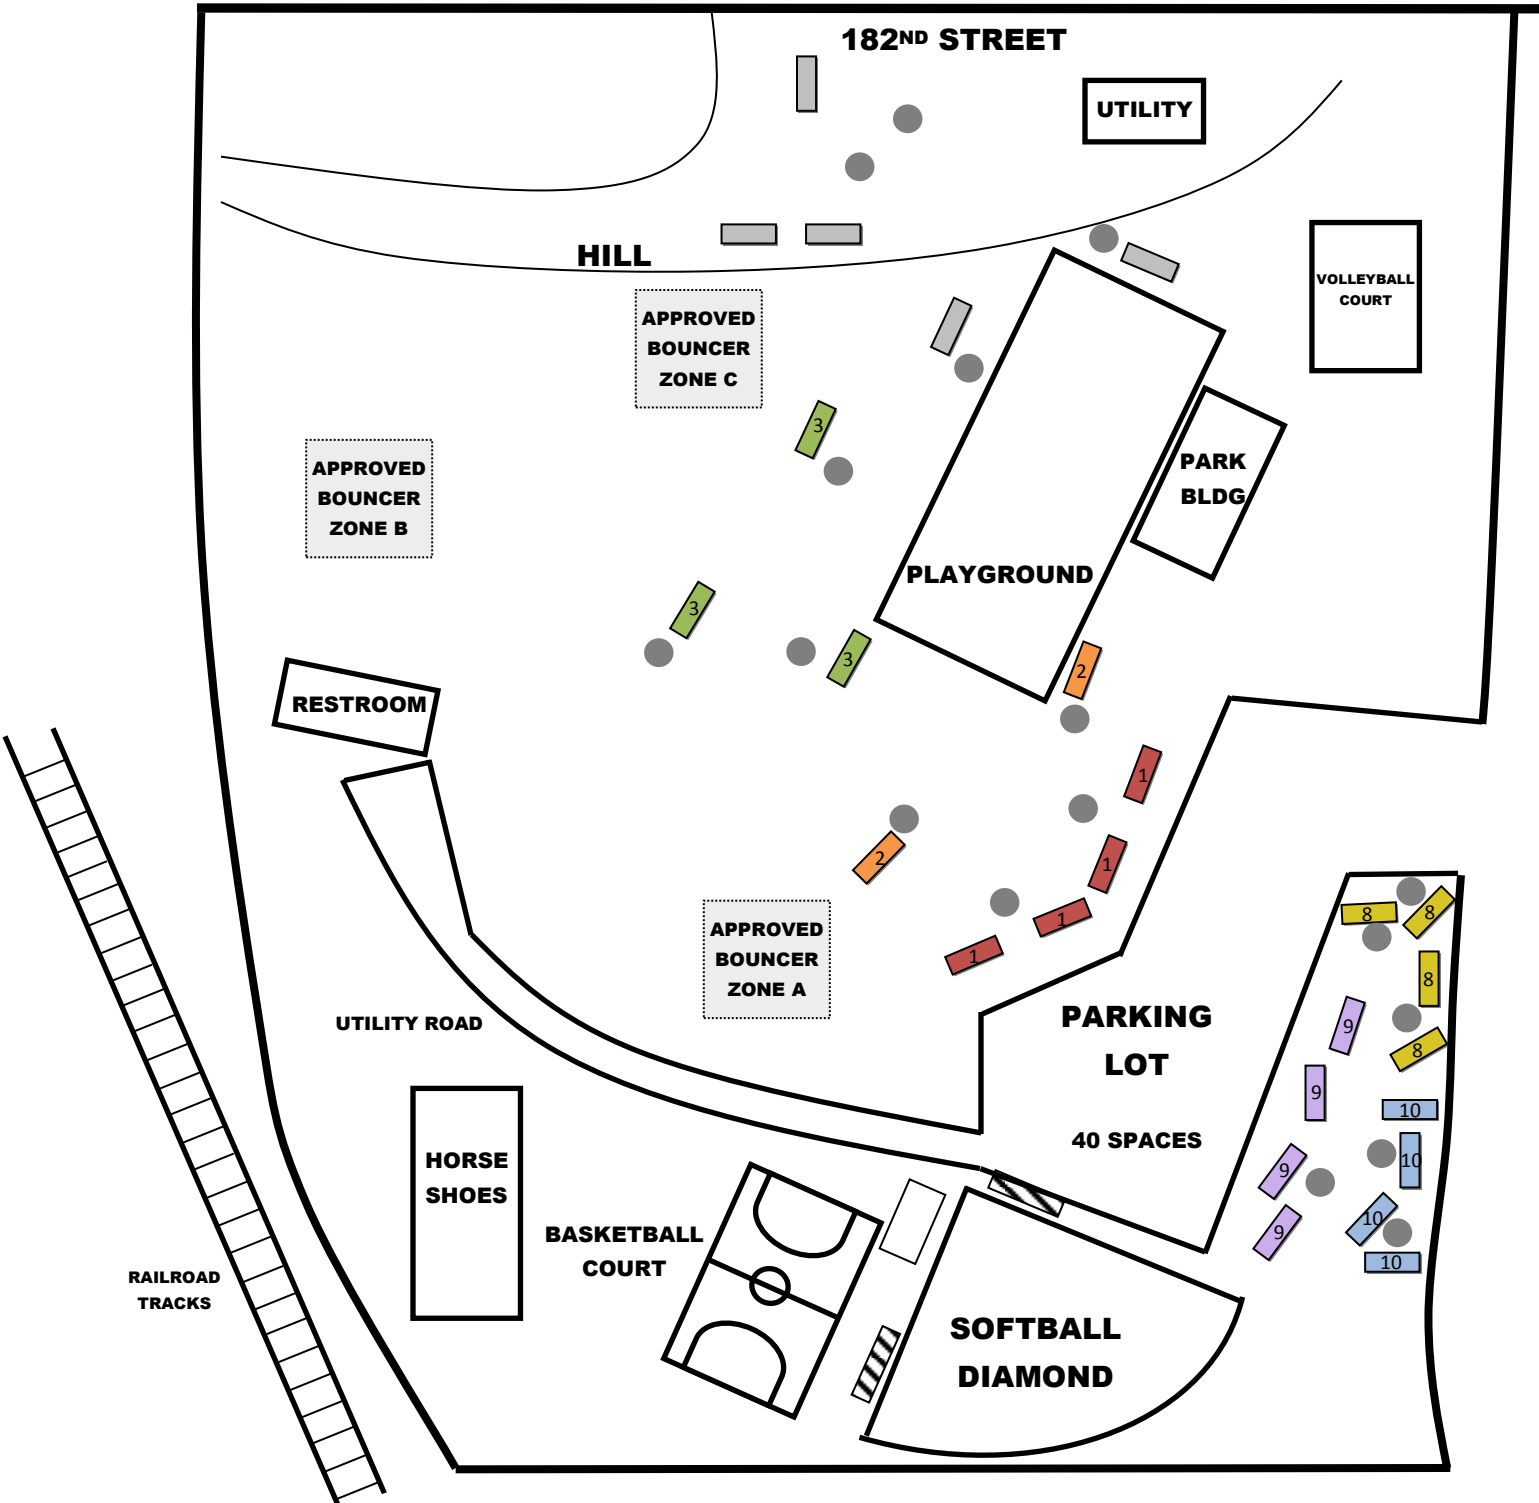 182ND STREET
UTILITY
HILL
VOLLEYBALL
COURT
APPROVED
BOUNCER
ZONE C
3
PARK
BLDG
APPROVED
BOUNCER
ZONE B
PLAYGROUND
3
3
2
RESTROOM
1
2
1
1
1
8
8
8
8
APPROVED
BOUNCER
ZONE A
PARKING
LOT
40 SPACES
9
9
9
9
10
10
10
10
UTILITY ROAD
HORSE
SHOES
BASKETBALL
COURT
RAILROAD
TRACKS
SOFTBALL
DIAMOND